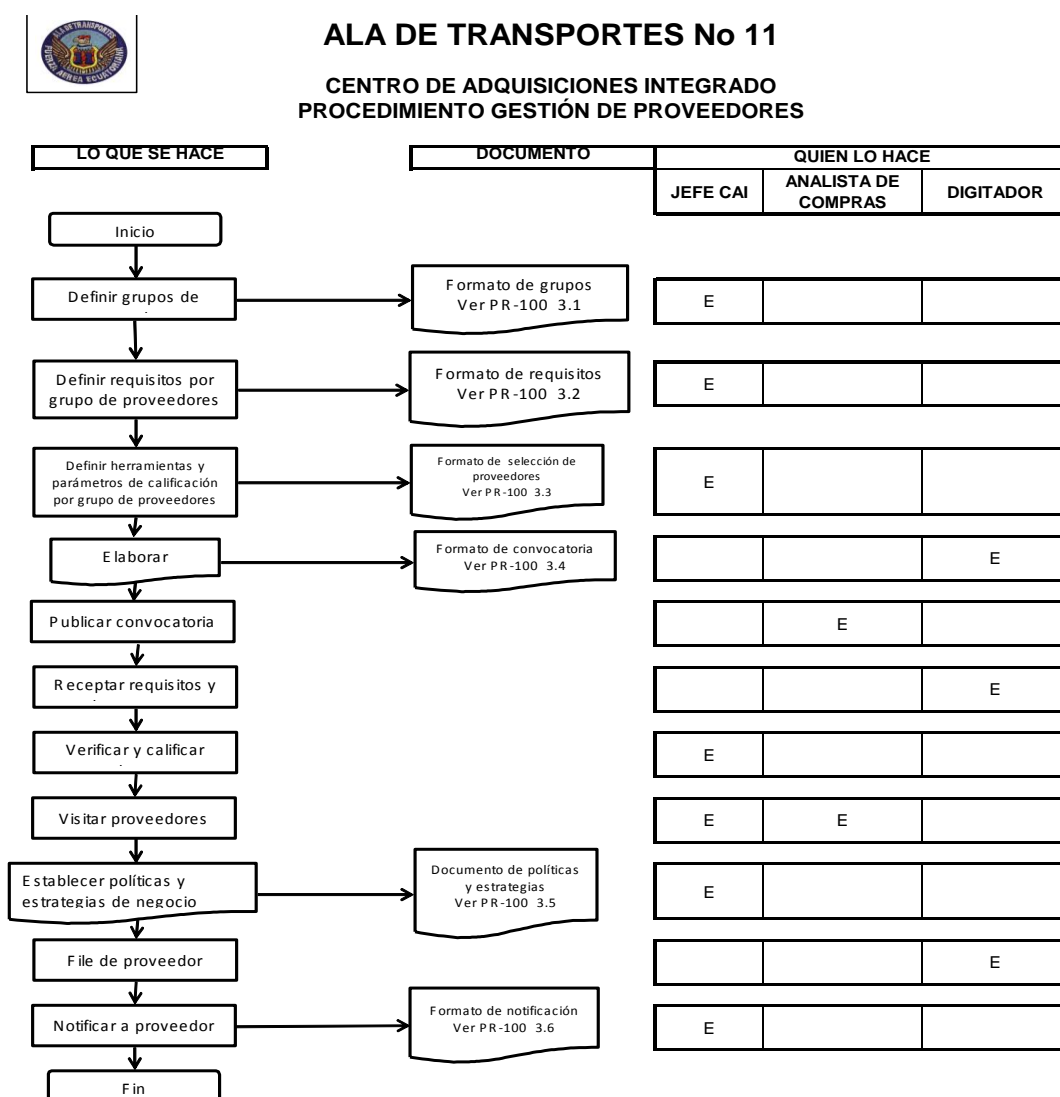 ALA DE TRANSPORTES
FUERZA AEREA ECUATORIANA
ALA DE TRANSPORTES No 11
CENTRO DE ADQUISICIONES INTEGRADO
PROCEDIMIENTO GESTIÓN DE PROVEEDORES
LO QUE SE HACE
DOCUMENTO
QUIEN LO HACE
JEFE CAI
ANALISTA DE
COMPRAS
DIGITADOR
Inicio
Definir grupos de
Formato de grupos
Ver PR-100 3.1
E
Definir requisitos por
grupo de proveedores
Formato de requisitos
Ver PR-100 3.2
E
Definir herramientas y
parámetros de calificación
por grupo de proveedores
Formato de selección de
proveedores
Ver PR-100 3.3
E
Elaborar
Formato de convocatoria
Ver PR-100 3.4
E
Publicar convocatoria
E
Receptar requisitos y
E
Verificar y calificar
E
Visitar proveedores
E
E
Establecer políticas y
estrategias de negocio
Documento de políticas
y estrategias
Ver PR-100 3.5
E
File de proveedor
E
Notificar a proveedor
Formato de notificación
Ver PR-100 3.6
E
Fin